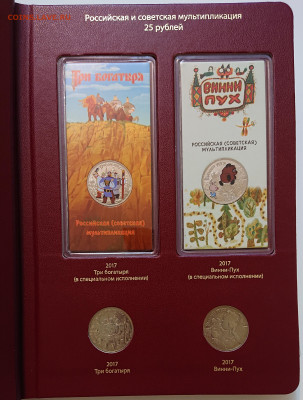 Российская и советская мультипликация
25 рублей
Три богатыря
РОССИЙСКАЯ (СОВЕТСКАЯ)
МУЛЬТИПЛИКАЦИЯ
ВИННИ
ПУХ
РОССИЙСКАЯ (СОВЕТСКАЯ)
МУЛЬТИПЛИКАЦИЯ
2017
Три богатыря
(в специальном исполнении)
2017
Винни-Пух
(в специальном исполнении)
2017
Три богатыря
2017
Винни-Пух